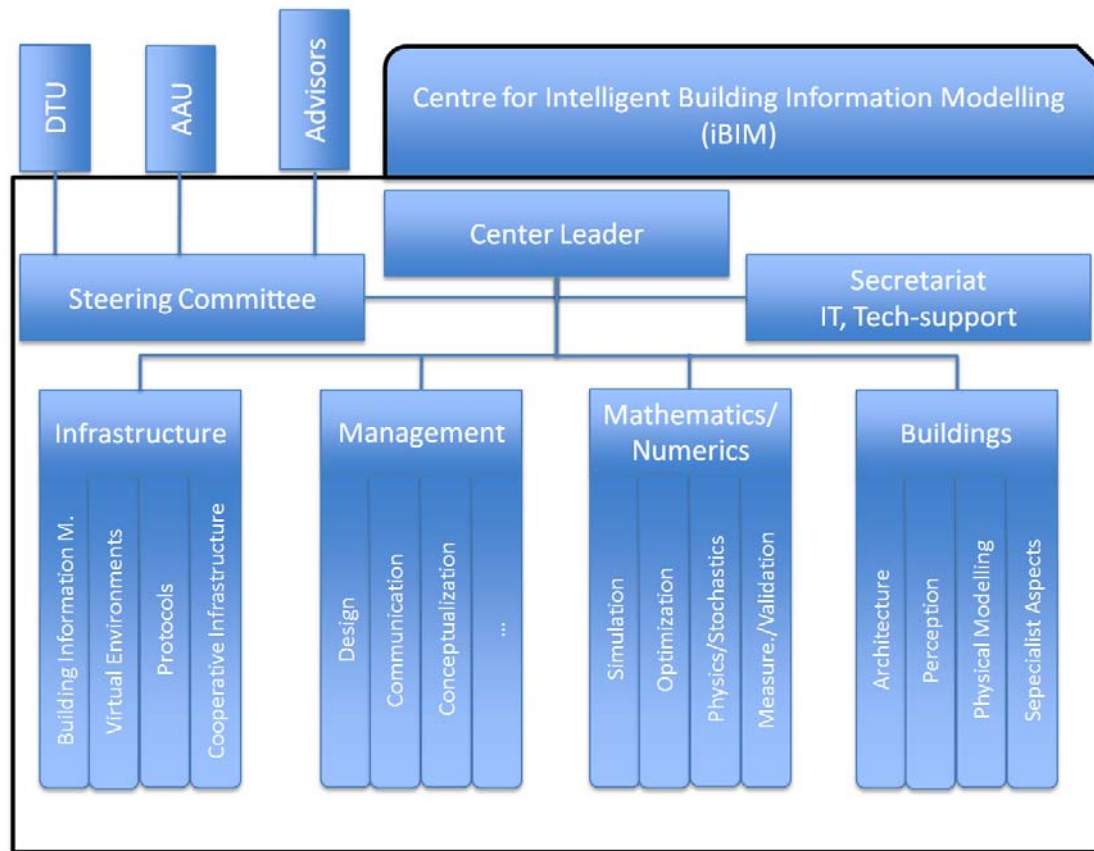 DTU
AAU
Advisors
Centre for Intelligent Building Information Modelling
(iBIM)
Center Leader
Steering Committee
Secretariat
IT, Tech-support
Infrastructure
Building Information M.
Virtual Environments
Protocols
Cooperative Infrastructure
Management
Design
Communication
Conceptualization
...
Mathematics/
Numerics
Simulation
Optimization
Physics/Stochastics
Measure./Validation
Buildings
Architecture
Perception
Physical Modelling
Sepecialist Aspects